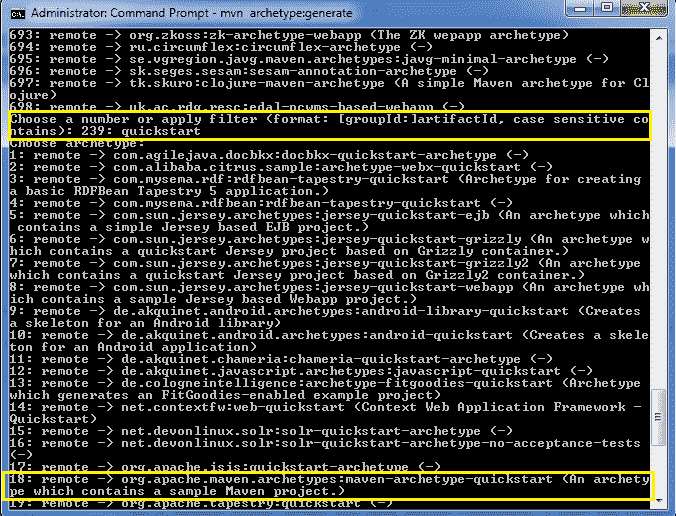 Administrator: Command Prompt - mvn archetype:generate
693: remote -> org.zkoss:zk-archetype-webapp (The ZK wepapp archetype)
694: remote -> ru.circumflex:circumflex-archetype (-)
695: remote -> se.vgregion.javg.maven.archetypes:javg-minimal-archetype (-)
696: remote -> sk.seges.sesam:sesam-annotation-archetype (-)
697: remote -> tk.skuro:clojure-maven-archetype (A simple Maven archetype for Cl
ojure)
698: remote -> uk.ac.rdg.resc:edal-ncwms-based-webapp (-)
Choose a number or apply filter (format: [groupId:]artifactId, case sensitive co
ntains): 239: quickstart
Choose archetype:
1: remote -> com.agilejava.docbkx:docbkx-quickstart-archetype (-)
2: remote -> com.alibaba.citrus.sample:archetype-webx-quickstart (-)
3: remote -> com.mysema.rdf:rdfbean-tapestry-quickstart (Archetype for creating
a basic RDFBean Tapestry 5 application.)
4: remote -> com.mysema.rdfbean:rdfbean-tapestry-quickstart (-)
5: remote -> com.sun.jersey.archetypes:jersey-quickstart-ejb (An archetype which
contains a simple Jersey based EJB project.)
6: remote -> com.sun.jersey.archetypes:jersey-quickstart-grizzly (An archetype w
hich contains a quickstart Jersey project based on Grizzly container.)
7: remote -> com.sun.jersey.archetypes:jersey-quickstart-grizzly2 (An archetype
which contains a quickstart Jersey project based on Grizzly2 container.)
8: remote -> com.sun.jersey.archetypes:jersey-quickstart-webapp (An archetype wh
ich contains a sample Jersey based Webapp project.)
9: remote -> de.akquinet.android.archetypes:android-library-quickstart (Creates
a skeleton for an Android library)
10: remote -> de.akquinet.android.archetypes:android-quickstart (Creates a skele
ton for an Android application)
11: remote -> de.akquinet.chameria:chameria-quickstart-archetype (-)
12: remote -> de.akquinet.javascript.archetypes:javascript-quickstart (-)
13: remote -> de.cologneintelligence:archetype-fitgoodies-quickstart (Archetype
which generates an FitGoodies-enabled example project)
14: remote -> net.contextfw:web-quickstart (Context Web Application Framework -
Quickstart)
15: remote -> net.devonlinux.solr:solr-quickstart-archetype (-)
16: remote -> net.devonlinux.solr:solr-quickstart-archetype-no-acceptance-tests
(-)
17: remote -> org.apache.isis:quickstart-archetype (-)
18: remote -> org.apache.maven.archetypes:maven-archetype-quickstart (An archety
pe which contains a sample Maven project.)
19: remote -> org.apache.tapestry:quickstart (-)